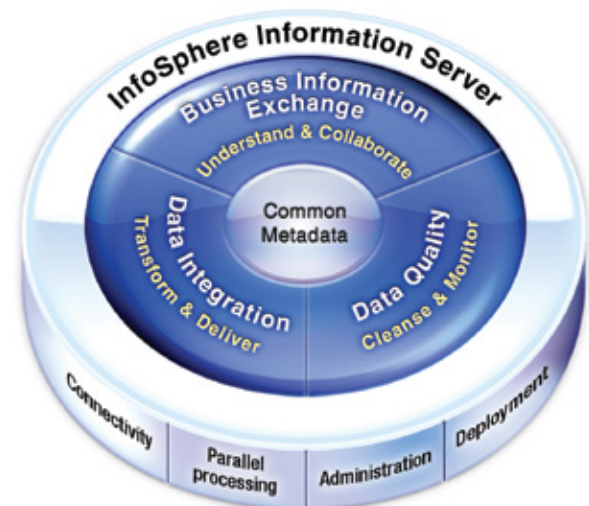 InfoSphere Information Server
Business Information
Exchange
Understand & Collaborate
Common
Metadata
Data Integration
Transform & Deliver
Data Quality
Cleanse & Monitor
Connectivity
Parallel
processing
Administration
Deployment